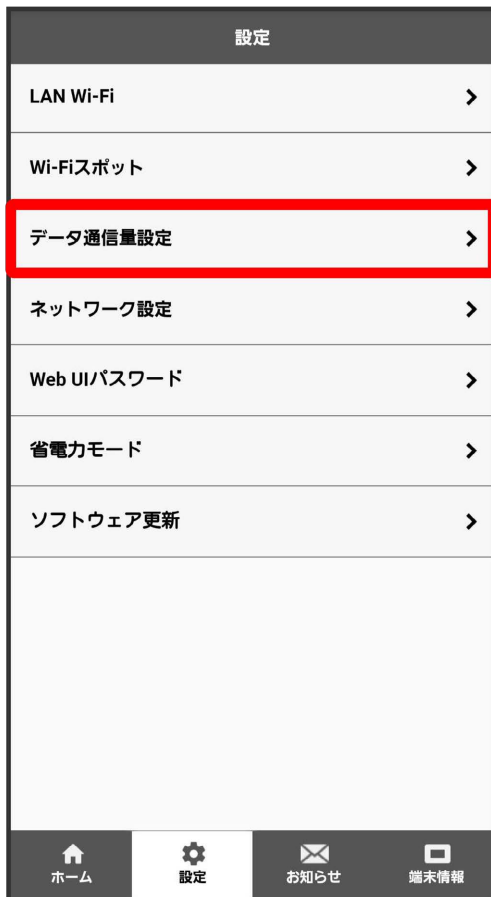 設定
LAN Wi-Fi
Wi-Fiスポット
データ通信量設定
ネットワーク設定
Web UIパスワード
省電力モード
ソフトウェア更新
ホーム
設定
お知らせ
端末情報